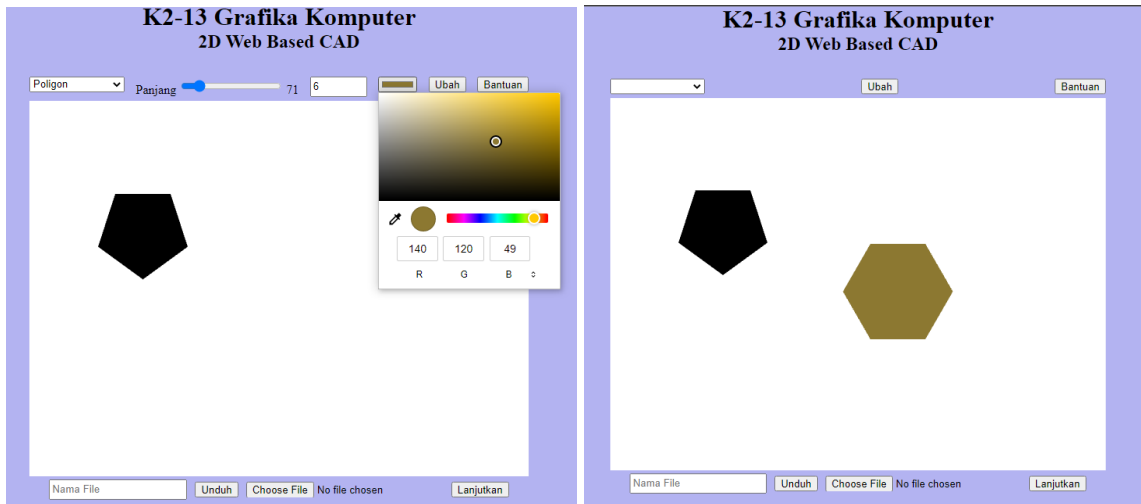 K2-13 Grafika Komputer
2D Web Based CAD
Poligon Panjang 71 6 Ubah Bantuan
140 120 49
R G B
Nama File Unduh Choose File No file chosen Lanjutkan
K2-13 Grafika Komputer
2D Web Based CAD
Ubah Bantuan
Nama File Unduh Choose File No file chosen Lanjutkan